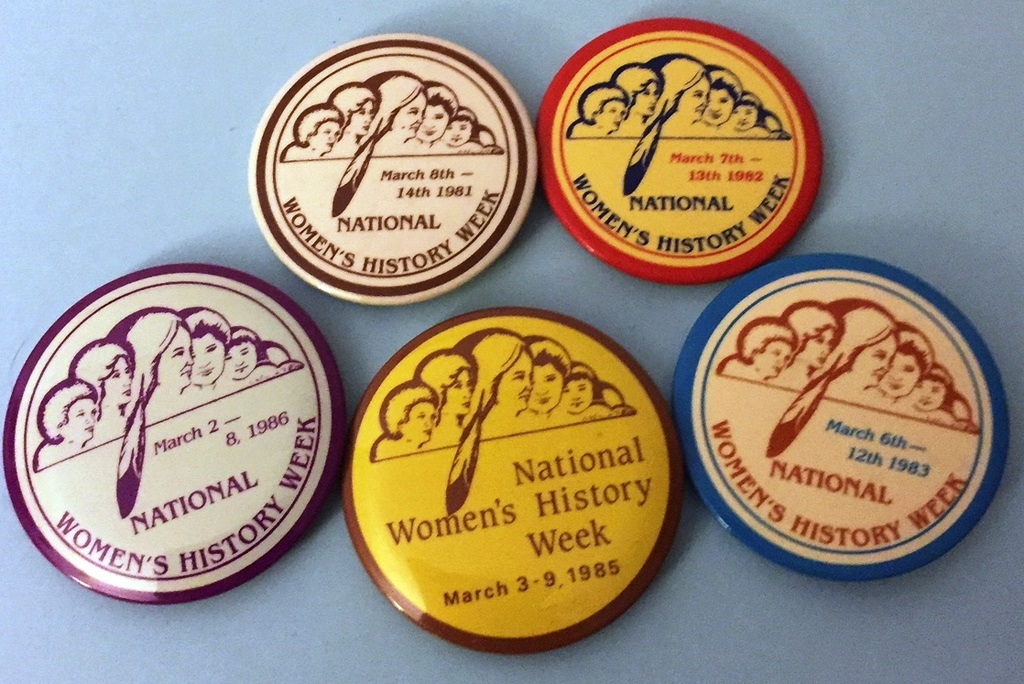 March 8th —
14th 1981
NATIONAL
WOMEN'S HISTORY WEEK
March 7th —
13th 1982
NATIONAL
WOMEN'S HISTORY WEEK
March 2 —
8, 1986
NATIONAL
WOMEN'S HISTORY WEEK
National
Women's History
Week
March 3-9, 1985
March 6th —
12th 1983
NATIONAL
WOMEN'S HISTORY WEEK